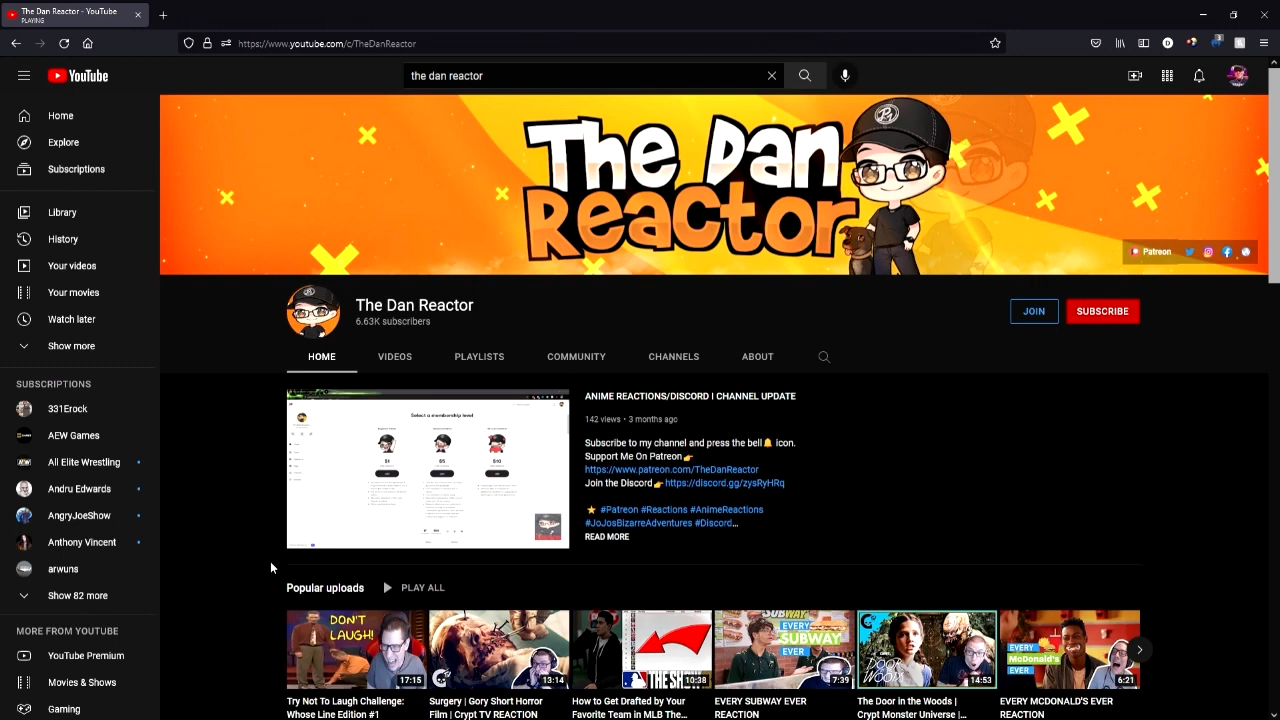 The Dan Reactor - YouTube
PLAYING
https://www.youtube.com/c/TheDanReactor
YouTube
the dan reactor
Home
Explore
Subscriptions
Library
History
Your videos
Your movies
Watch later
Show more
SUBSCRIPTIONS
331Erock
AEW Games
All Elite Wrestling
Amy Edwards
AngryJoeShow
Anthony Vincent
arwuns
Show 82 more
MORE FROM YOUTUBE
YouTube Premium
Movies & Shows
Gaming
The Dan
Reactor
Patreon
The Dan Reactor
6.63K subscribers
JOIN
SUBSCRIBE
HOME
VIDEOS
PLAYLISTS
COMMUNITY
CHANNELS
ABOUT
Select a membership level
$1
$5
$10
ANIME REACTIONS/DISCORD I CHANNEL UPDATE
142 views • 3 months ago
Subscribe to my channel and press the bell🔔 icon.
Support Me On Patreon👉
https://www.patreon.com/TheDanReactor
Join the Discord👉https://discord.gg/zysRyHRq
⭐ #Patreon #Reactions #AnimeReactions
#JoJosBizarreAdventures #Discord...
READ MORE
Popular uploads
PLAY ALL
DON'T
LAUGH!
17:15
Try Not To Laugh Challenge:
Whose Line Edition #1
13:14
Surgery | Gory Short Horror
Film | Crypt TV REACTION
THE SH
10:38
How to Get Drafted by Your
Favorite Team in MLB The...
SUBWAY
EVERY
SUBWAY
EVER
7:39
EVERY SUBWAY EVER
REACTION
14:53
The Door in the Woods |
Crypt Monster Universe |...
EVERY
McDonald's
EVER
6:21
EVERY MCDONALD'S EVER
REACTION